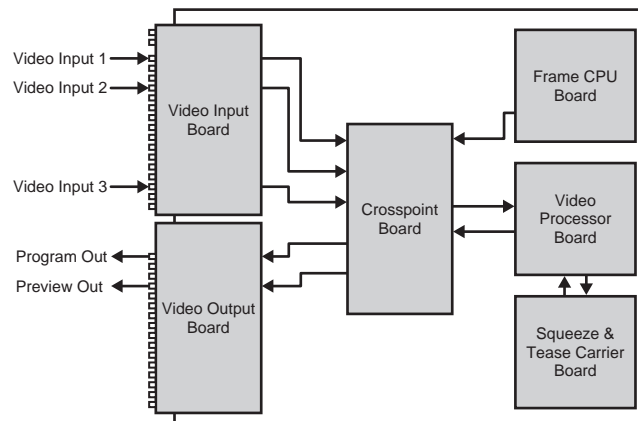 Video Input 1
Video Input 2
Video Input 3
Program Out
Preview Out
Video Input
Board
Video Output
Board
Crosspoint
Board
Frame CPU
Board
Video
Processor
Board
Squeeze &
Tease Carrier
Board